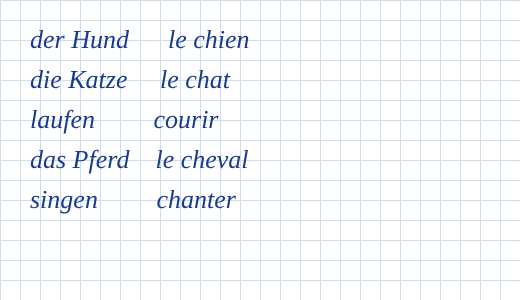 der Hund le chien
die Katze le chat
laufen courir
das Pferd le cheval
singen chanter